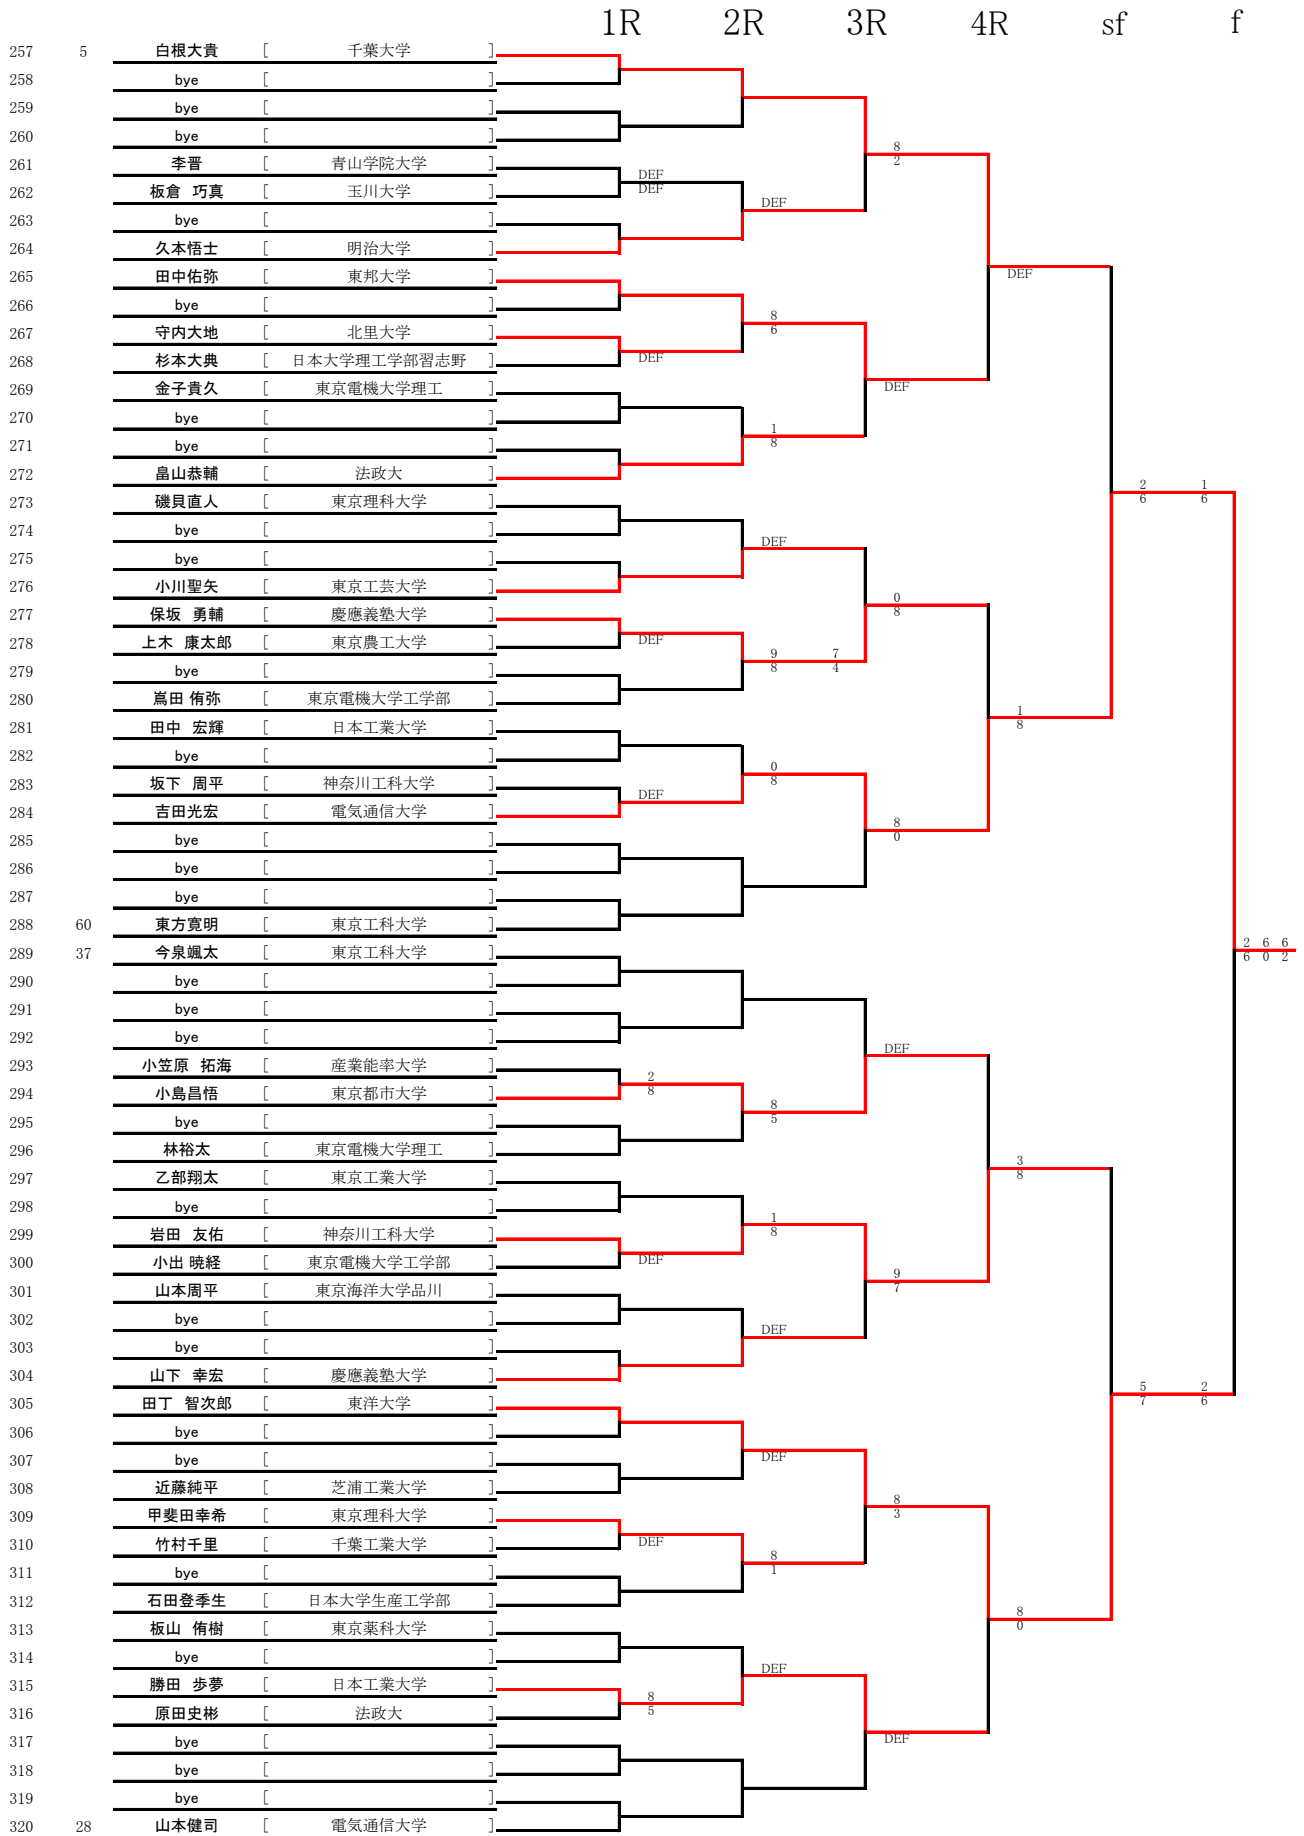 1R 2R 3R 4R sf f
257 5 白根大貴 [ 千葉大学 ]
258 bye [ ]
259 bye [ ]
260 bye [ ]
8
2
261 李晋 [ 青山学院大学 ]
DEF
DEF
262 板倉 巧真 [ 玉川大学 ]
DEF
263 bye [ ]
264 久本悟士 [ 明治大学 ]
265 田中佑弥 [ 東邦大学 ]
DEF
266 bye [ ]
8
6
267 守内大地 [ 北里大学 ]
268 杉本大典 [ 日本大学理工学部習志野 ]
DEF
269 金子貴久 [ 東京電機大学理工 ]
DEF
270 bye [ ]
1
8
271 bye [ ]
272 畠山恭輔 [ 法政大 ]
2 1
6 6
273 磯貝直人 [ 東京理科大学 ]
274 bye [ ]
DEF
275 bye [ ]
276 小川聖矢 [ 東京工芸大学 ]
0
8
277 保坂 勇輔 [ 慶應義塾大学 ]
278 上木 康太郎 [ 東京農工大学 ]
DEF
9 7
8 4
279 bye [ ]
280 嶌田 侑弥 [ 東京電機大学工学部 ]
1
8
281 田中 宏輝 [ 日本工業大学 ]
282 bye [ ]
0
8
283 坂下 周平 [ 神奈川工科大学 ]
DEF
284 吉田光宏 [ 電気通信大学 ]
8
0
285 bye [ ]
286 bye [ ]
287 bye [ ]
288 60 東方寛明 [ 東京工科大学 ]
2 6 6
6 0 2
289 37 今泉颯太 [ 東京工科大学 ]
290 bye [ ]
291 bye [ ]
292 bye [ ]
DEF
293 小笠原 拓海 [ 産業能率大学 ]
2
8
294 小島昌悟 [ 東京都市大学 ]
8
5
295 bye [ ]
296 林裕太 [ 東京電機大学理工 ]
3
8
297 乙部翔太 [ 東京工業大学 ]
298 bye [ ]
1
8
299 岩田 友佑 [ 神奈川工科大学 ]
300 小出 暁経 [ 東京電機大学工学部 ]
DEF
9
7
301 山本周平 [ 東京海洋大学品川 ]
302 bye [ ]
DEF
303 bye [ ]
304 山下 幸宏 [ 慶應義塾大学 ]
5 2
7 6
305 田丁 智次郎 [ 東洋大学 ]
306 bye [ ]
DEF
307 bye [ ]
308 近藤純平 [ 芝浦工業大学 ]
8
3
309 甲斐田幸希 [ 東京理科大学 ]
310 竹村千里 [ 千葉工業大学 ]
DEF
8
1
311 bye [ ]
312 石田登季生 [ 日本大学生産工学部 ]
8
0
313 板山 侑樹 [ 東京薬科大学 ]
314 bye [ ]
DEF
315 勝田 歩夢 [ 日本工業大学 ]
8
5
316 原田史彬 [ 法政大 ]
DEF
317 bye [ ]
318 bye [ ]
319 bye [ ]
320 28 山本健司 [ 電気通信大学 ]